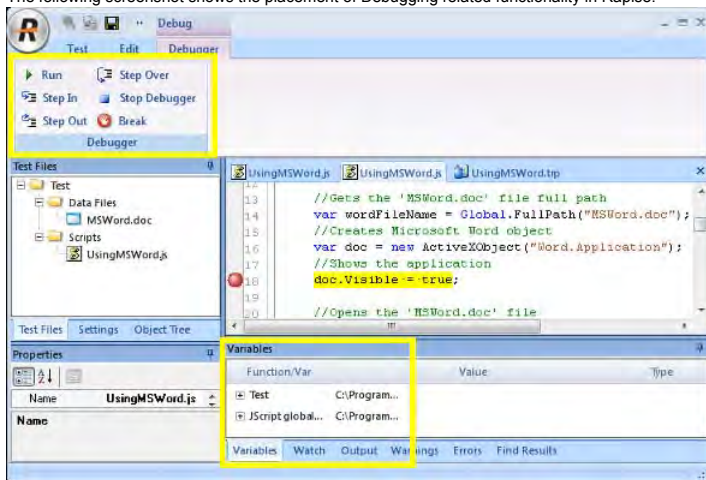 The following screenshot shows the placement of Debugging related functionality in Rapise:
Debug
Test Edit Debugger
Run Step Over
Step In Stop Debugger
Step Out Break
Debugger
Test Files
Test
Data Files
MSWord.doc
Scripts
UsingMSWord.js
Test Files Settings Object Tree
UsingMSWord.js UsingMSWord.js UsingMSWord.trp
12
13 //Gets the 'MSWord.doc' file full path
14 var wordFileName = Global.FullPath("MSWord.doc");
15 //Creates Microsoft Word object
16 var doc = new ActiveXObject("Word.Application");
17 //Shows the application
18 doc.Visible = true;
19
20 //Opens the 'MSWord.doc' file
Properties
Name UsingMSWord.js
Name
Variables
Function/Var Value Type
Test C:\Program...
JScript global... C:\Program...
Variables Watch Output Warnings Errors Find Results